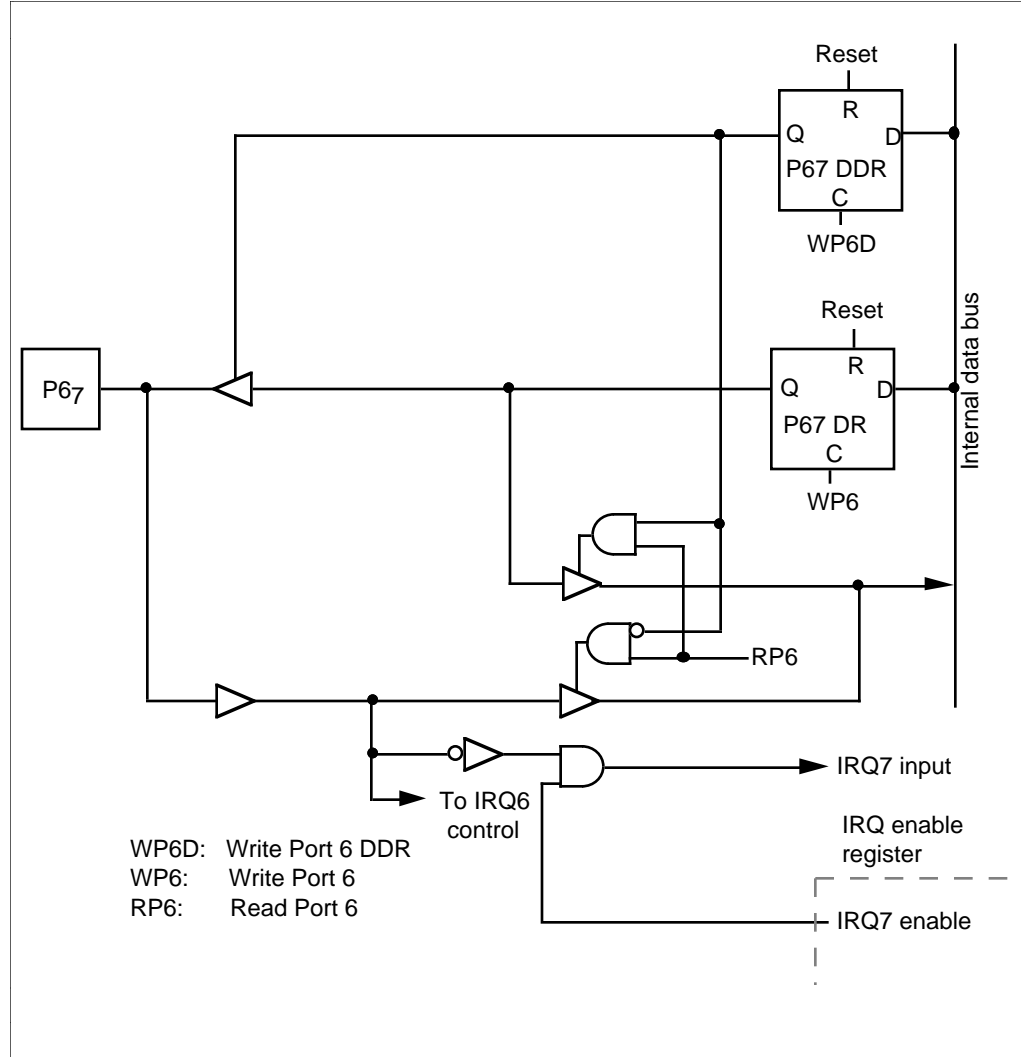 Reset
R
Q
D
P67 DDR
C
WP6D
Internal data bus
Reset
P67
R
Q
D
P67 DR
C
WP6
RP6
IRQ7 input
To IRQ6
control
IRQ enable
register
WP6D: Write Port 6 DDR
WP6: Write Port 6
RP6: Read Port 6
IRQ7 enable